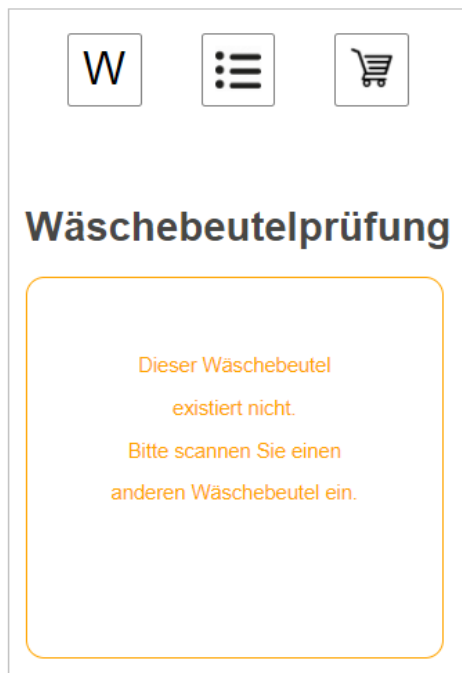 W
Wäschebeutelprüfung
Dieser Wäschebeutel
existiert nicht.
Bitte scannen Sie einen
anderen Wäschebeutel ein.